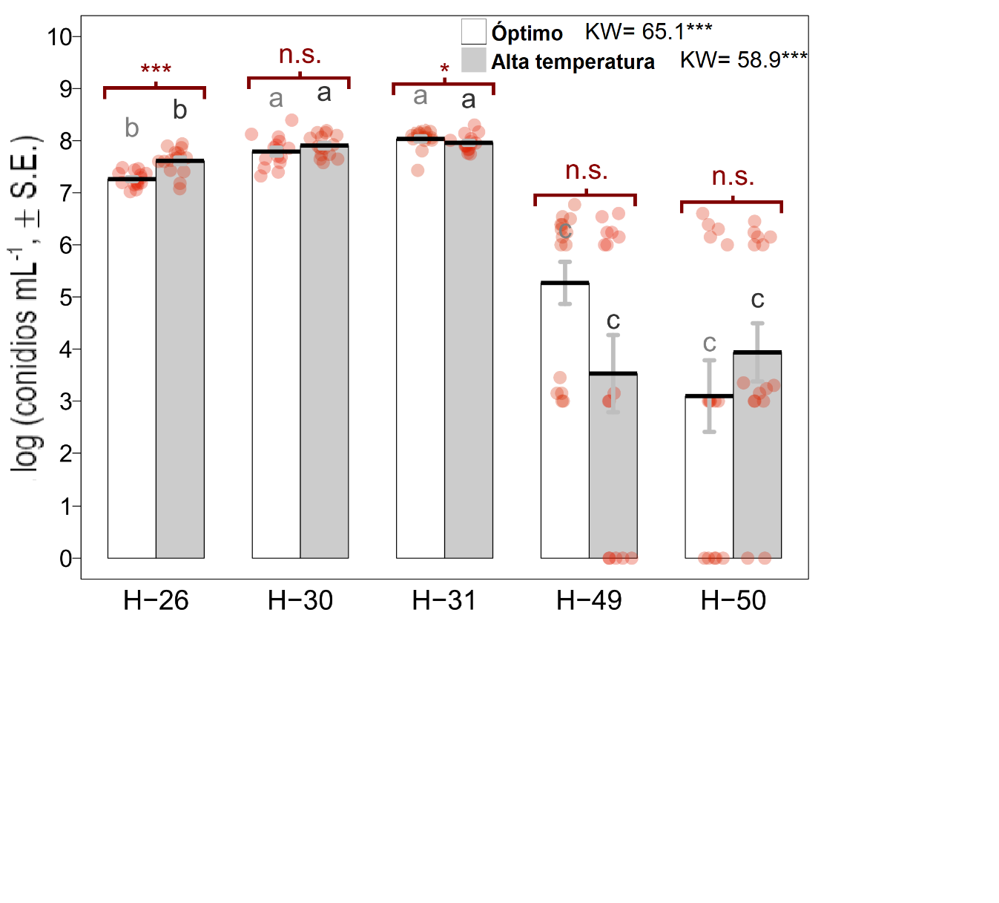 log (conidios mL-1, ± S.E.)
10
9
8
7
6
5
4
3
2
1
0
Óptimo KW= 65.1***
Alta temperatura KW= 58.9***
***
n.s.
*
n.s.
n.s.
b b
a a
a a
c c
c c
H−26 H−30 H−31 H−49 H−50